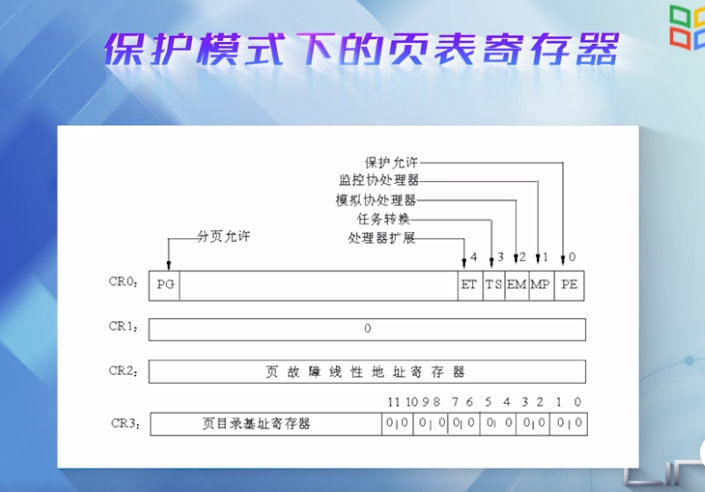 保护模式下的页表寄存器
保护允许
监控协处理器
模拟协处理器
任务转换
分页允许 处理器扩展
4 3 2 1 0
CR0: PG ET TS EM MP PE
CR1: 0
CR2: 页故障线性地址寄存器
11 10 9 8 7 6 5 4 3 2 1 0
CR3: 页目录基址寄存器 0 0 0 0 0 0 0 0 0 0 0 0